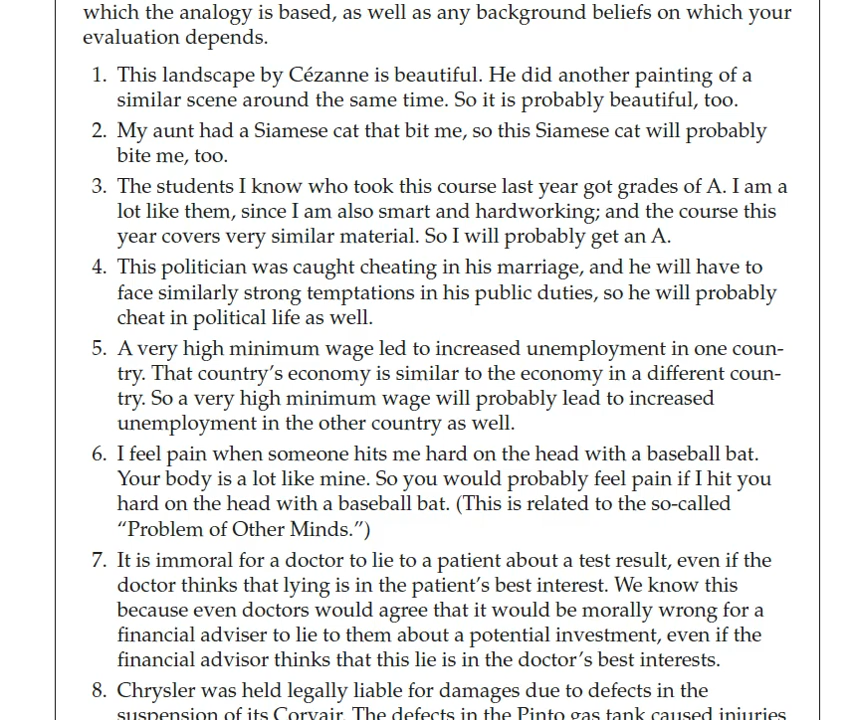 which the analogy is based, as well as any background beliefs on which your
evaluation depends.
1. This landscape by Cézanne is beautiful. He did another painting of a
similar scene around the same time. So it is probably beautiful, too.
2. My aunt had a Siamese cat that bit me, so this Siamese cat will probably
bite me, too.
3. The students I know who took this course last year got grades of A. I am a
lot like them, since I am also smart and hardworking; and the course this
year covers very similar material. So I will probably get an A.
4. This politician was caught cheating in his marriage, and he will have to
face similarly strong temptations in his public duties, so he will probably
cheat in political life as well.
5. A very high minimum wage led to increased unemployment in one coun-
try. That country's economy is similar to the economy in a different coun-
try. So a very high minimum wage will probably lead to increased
unemployment in the other country as well.
6. I feel pain when someone hits me hard on the head with a baseball bat.
Your body is a lot like mine. So you would probably feel pain if I hit you
hard on the head with a baseball bat. (This is related to the so-called
“Problem of Other Minds.”)
7. It is immoral for a doctor to lie to a patient about a test result, even if the
doctor thinks that lying is in the patient's best interest. We know this
because even doctors would agree that it would be morally wrong for a
financial adviser to lie to them about a potential investment, even if the
financial advisor thinks that this lie is in the doctor's best interests.
8. Chrysler was held legally liable for damages due to defects in the
suspension of its Corvair. The defects in the Pinto gas tank caused injuries